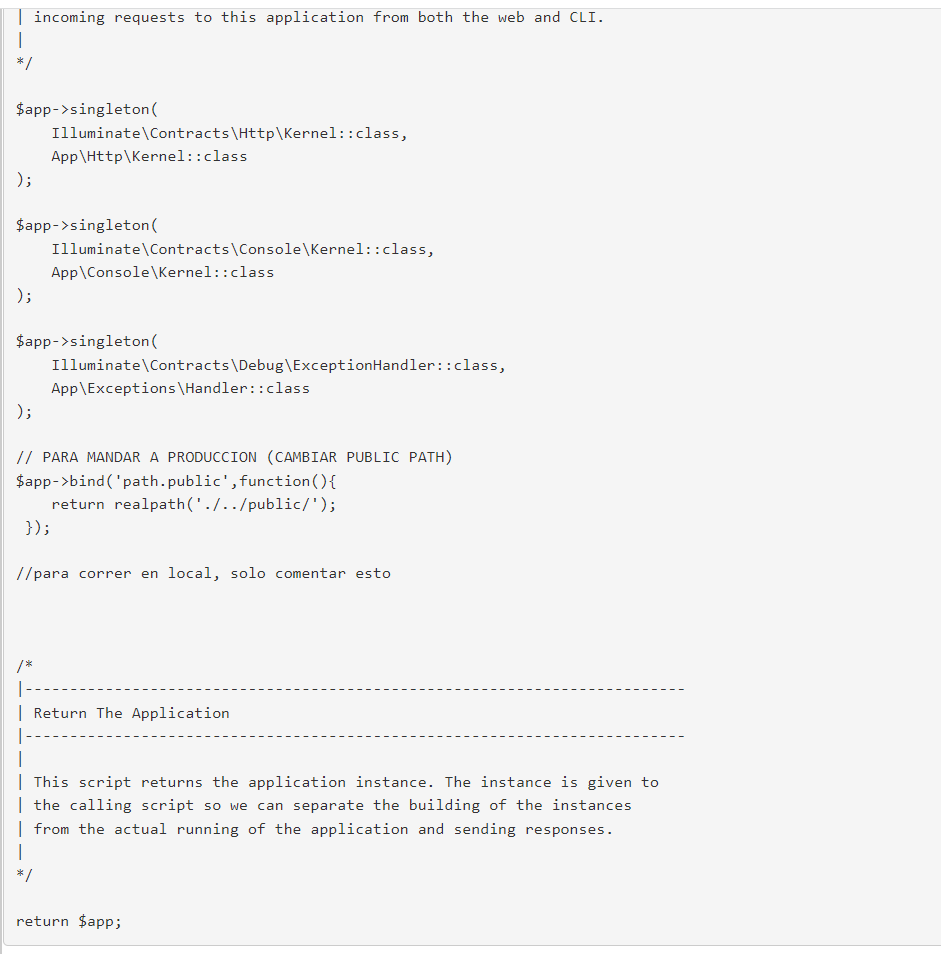 | incoming requests to this application from both the web and CLI.
|
*/

$app->singleton(
    Illuminate\Contracts\Http\Kernel::class,
    App\Http\Kernel::class
);

$app->singleton(
    Illuminate\Contracts\Console\Kernel::class,
    App\Console\Kernel::class
);

$app->singleton(
    Illuminate\Contracts\Debug\ExceptionHandler::class,
    App\Exceptions\Handler::class
);

// PARA MANDAR A PRODUCCION (CAMBIAR PUBLIC PATH)
$app->bind('path.public',function(){
    return realpath('./../public/');
 });

//para correr en local, solo comentar esto

/*
|--------------------------------------------------------------------------
| Return The Application
|--------------------------------------------------------------------------
|
| This script returns the application instance. The instance is given to
| the calling script so we can separate the building of the instances
| from the actual running of the application and sending responses.
|
*/

return $app;